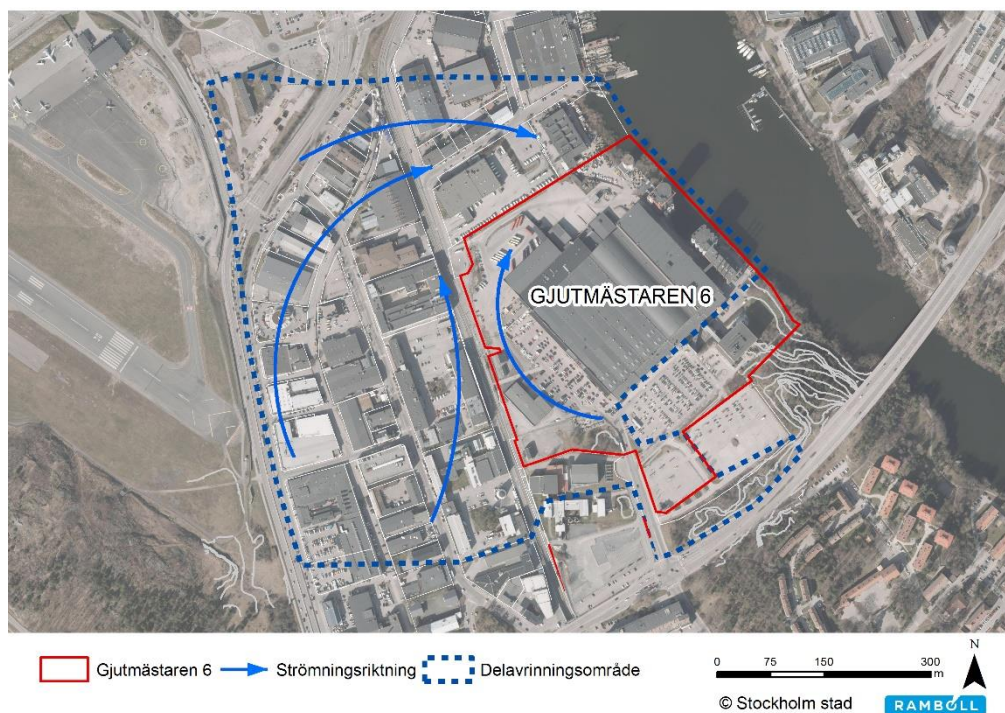 GJUTMÄSTAREN 6
Gjutmästaren 6 Strömningsriktning Delavrinningsområde
0 75 150 300
m
N
© Stockholm stad
RAMBOLL